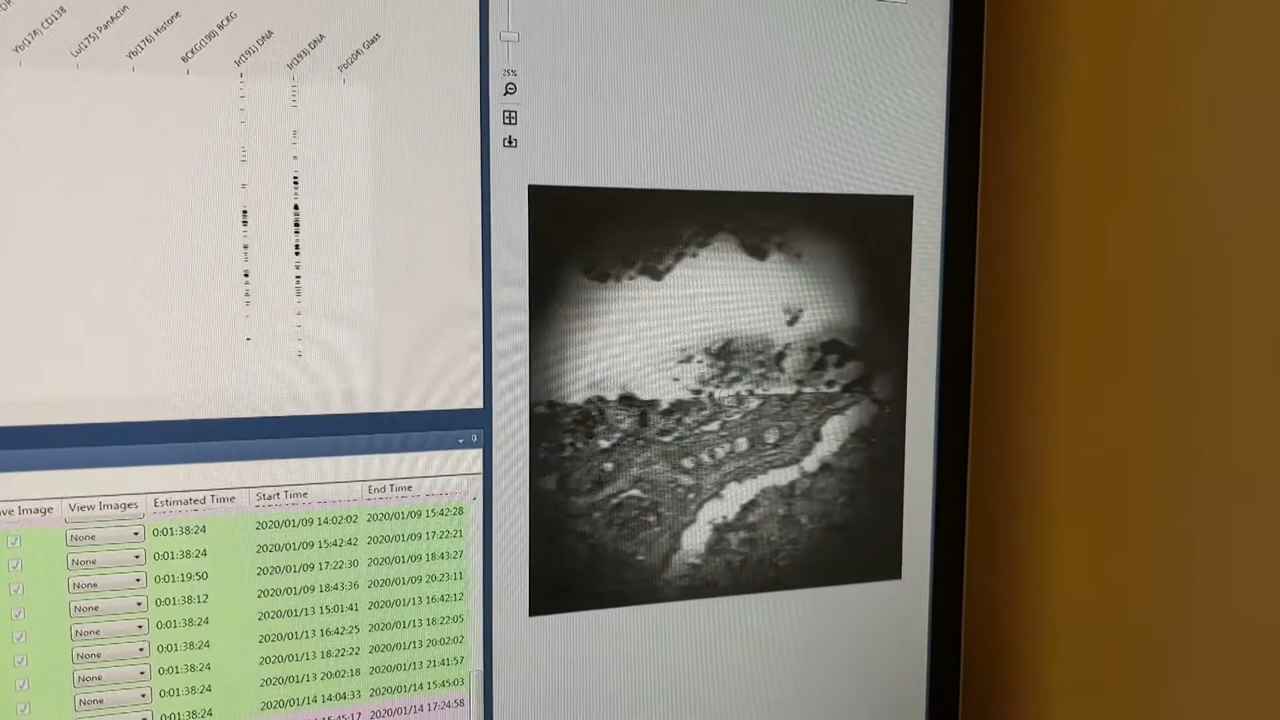 Yb(174) CD138
Lu(175) PanActin
Yb(176) Histone
BCKG(190) BCKG
Ir(191) DNA
Ir(193) DNA
Pb(204) Glass
25%
ve Image View Images Estimated Time Start Time End Time
None 0:01:38:24 2020/01/09 14:02:02 2020/01/09 15:42:28
None 0:01:38:24 2020/01/09 15:42:42 2020/01/09 17:22:21
None 0:01:19:50 2020/01/09 17:22:30 2020/01/09 18:43:27
None 0:01:38:12 2020/01/09 18:43:36 2020/01/09 20:23:11
None 0:01:38:24 2020/01/13 15:01:41 2020/01/13 16:42:12
None 0:01:38:24 2020/01/13 16:42:25 2020/01/13 18:22:05
None 0:01:38:24 2020/01/13 18:22:22 2020/01/13 20:02:02
None 0:01:38:24 2020/01/13 20:02:18 2020/01/13 21:41:57
0:01:38:24 2020/01/14 14:04:33 2020/01/14 15:45:03
15:45:17 2020/01/14 17:24:58